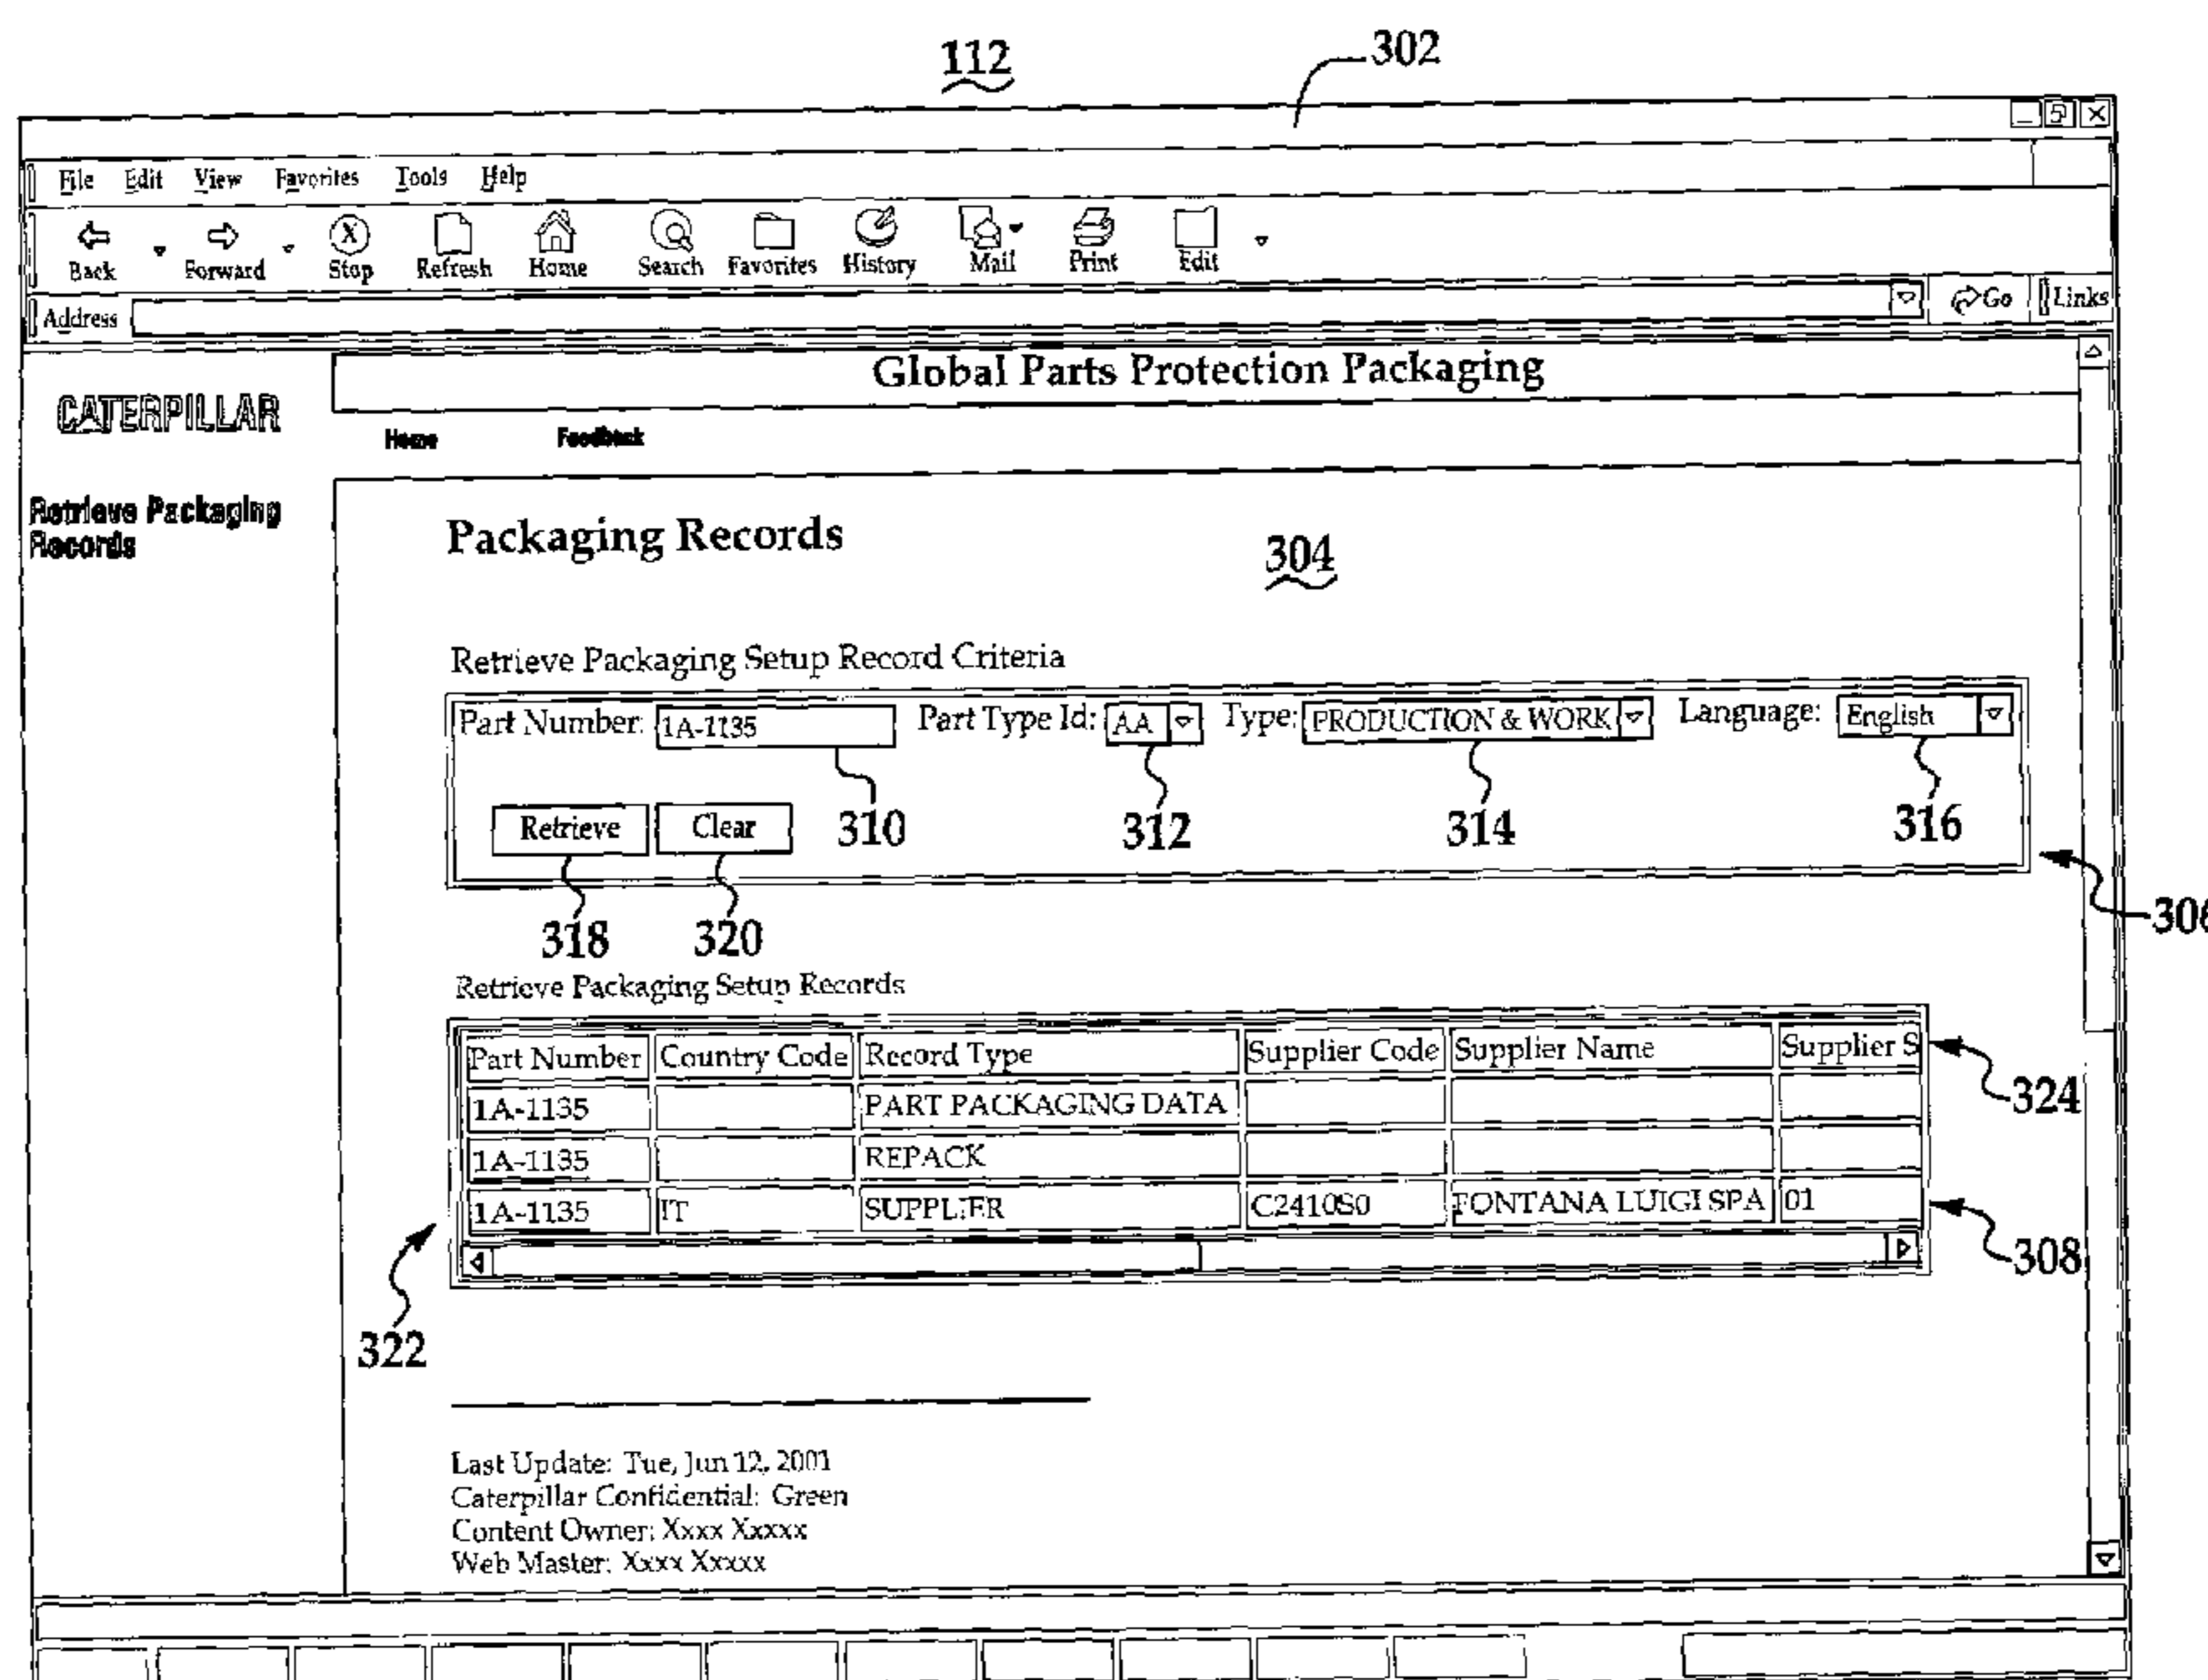 112
302
File Edit View Favorites Tools Help
Back Forward Stop Refresh Home Search Favorites History Mail Print Edit
Address Go Links
Global Parts Protection Packaging
CATERPILLAR
Home Feedback
Retrieve Packaging
Records
Packaging Records
304
Retrieve Packaging Setup Record Criteria
Part Number: 1A-1135 Part Type Id: AA Type: PRODUCTION & WORK Language: English
Retrieve Clear 310 312 314 316
306
318 320
Retrieve Packaging Setup Records
Part Number Country Code Record Type Supplier Code Supplier Name Supplier S
324
1A-1135 PART PACKAGING DATA
1A-1135 REPACK
1A-1135 IT SUPPLIER C2410S0 FONTANA LUIGI SPA 01
308
322
Last Update: Tue, Jun 12, 2001
Caterpillar Confidential: Green
Content Owner: Xxxx Xxxxx
Web Master: Xxxx Xxxxx